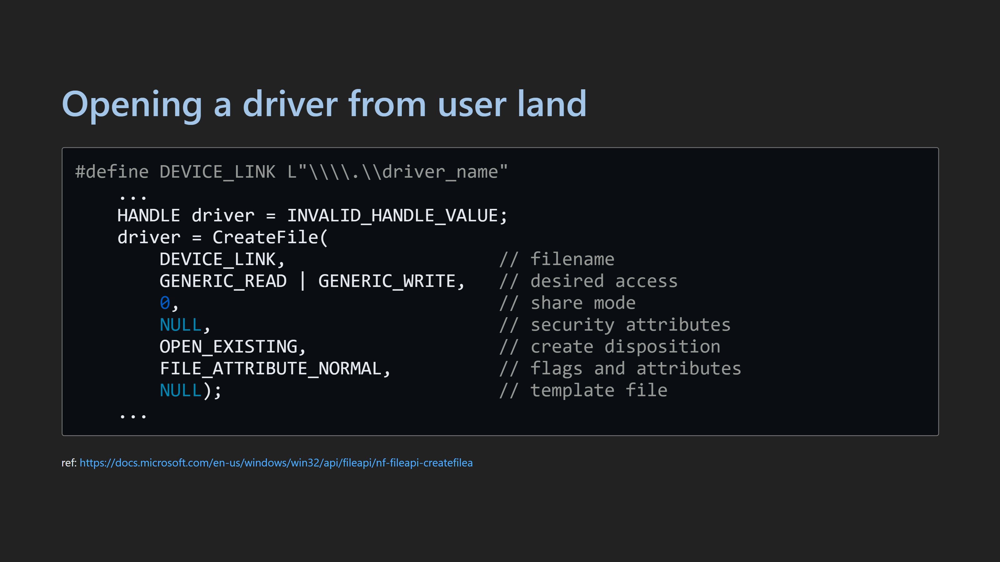 Opening a driver from user land
#define DEVICE_LINK L"\\\\.\\driver_name"
...
HANDLE driver = INVALID_HANDLE_VALUE;
driver = CreateFile(
DEVICE_LINK, // filename
GENERIC_READ | GENERIC_WRITE, // desired access
0, // share mode
NULL, // security attributes
OPEN_EXISTING, // create disposition
FILE_ATTRIBUTE_NORMAL, // flags and attributes
NULL); // template file
...
ref: https://docs.microsoft.com/en-us/windows/win32/api/fileapi/nf-fileapi-createfilea